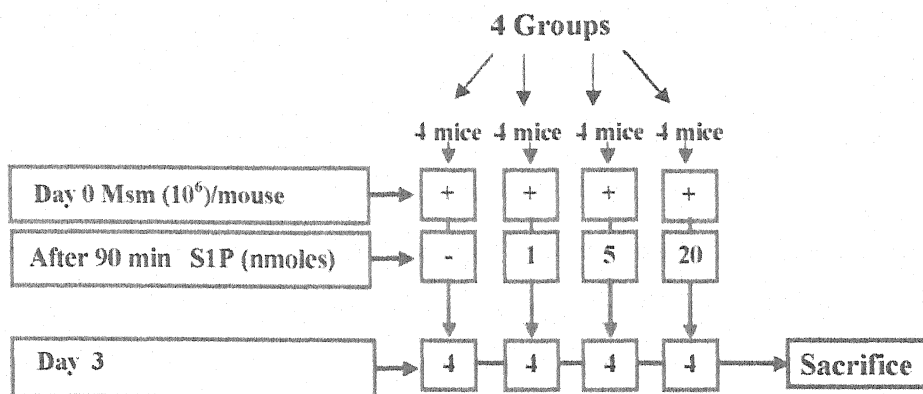 4 Groups
4 mice 4 mice 4 mice 4 mice
Day 0 Msm (10⁶)/mouse + + + +
After 90 min S1P (nmoles) - 1 5 20
Day 3 4 4 4 4 Sacrifice